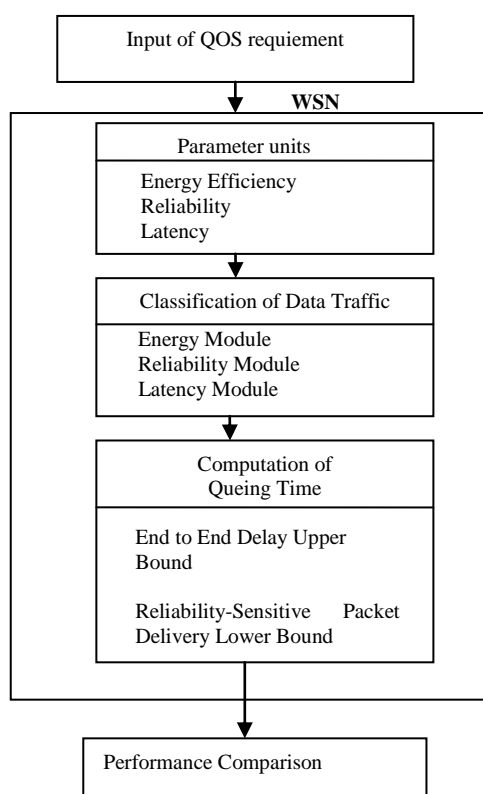 Input of QOS requiement
WSN
Parameter units
Energy Efficiency
Reliability
Latency
Classification of Data Traffic
Energy Module
Reliability Module
Latency Module
Computation of
Queing Time
End to End Delay Upper
Bound
Reliability-Sensitive Packet
Delivery Lower Bound
Performance Comparison